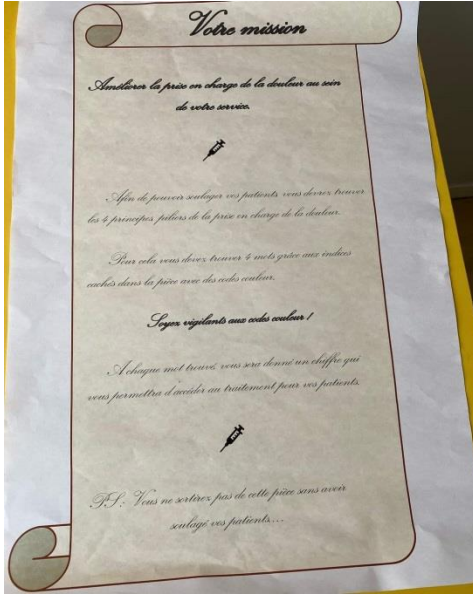 Votre mission
Améliorer la prise en charge de la douleur au sein
de votre service.
Afin de pouvoir soulager vos patients vous devrez trouver
les 4 principes piliers de la prise en charge de la douleur.
Pour cela vous devez trouver 4 mots grâce aux indices
cachés dans la pièce avec des codes couleur.
Soyez vigilants aux codes couleur !
A chaque mot trouvé, vous sera donné un chiffre qui
vous permettra d'accéder au traitement pour vos patients.
PS : Vous ne sortirez pas de cette pièce sans avoir
soulagé vos patients...